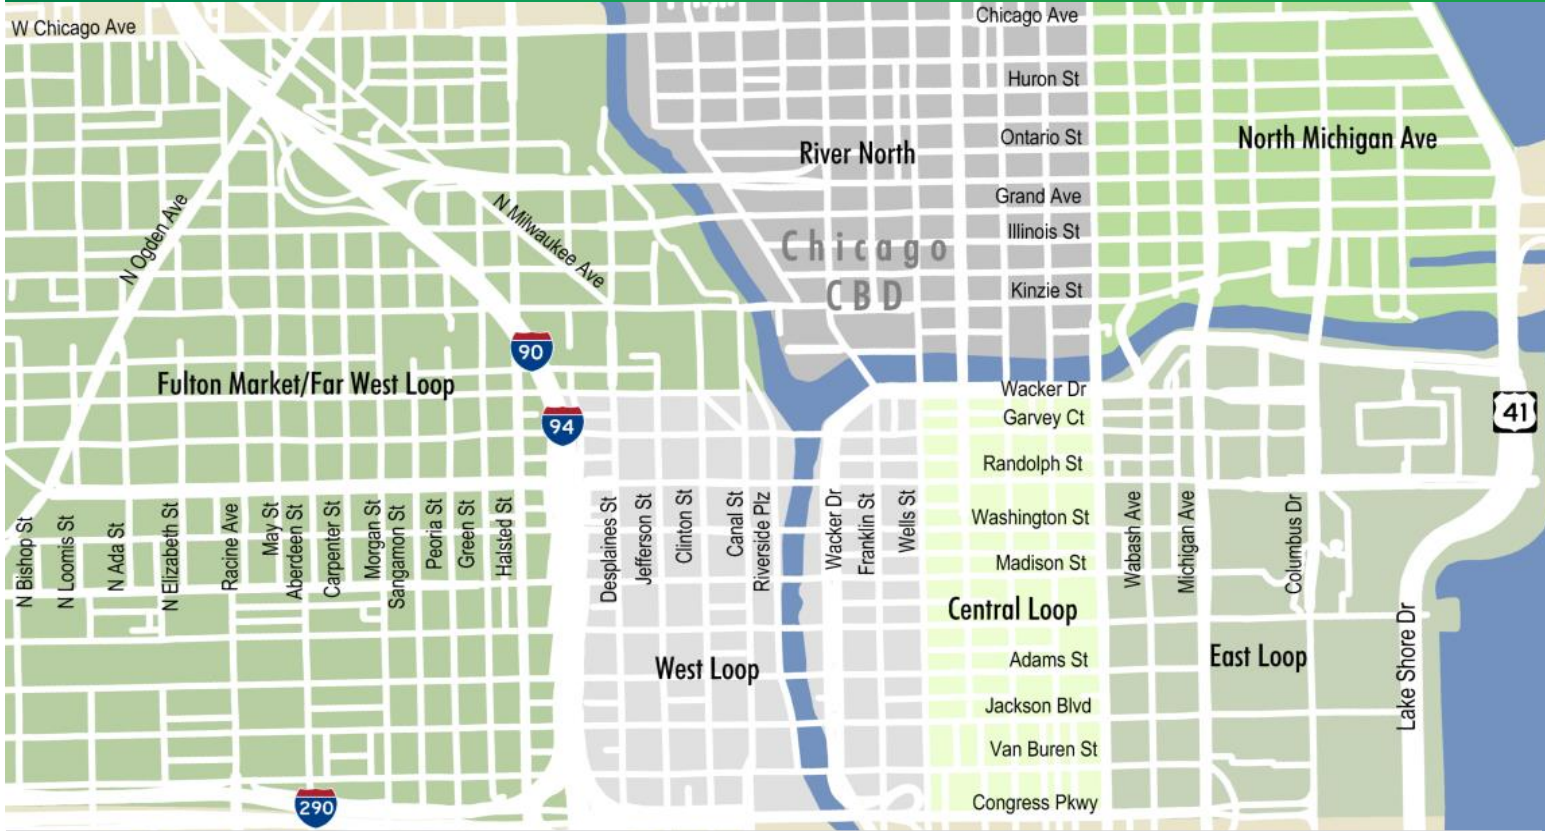 W Chicago Ave
Chicago Ave
Huron St
Ontario St
North Michigan Ave
River North
Grand Ave
N Ogden Ave
N Milwaukee Ave
Illinois St
Chicago
CBD
Kinzie St
90
Fulton Market/Far West Loop
Wacker Dr
41
94
Garvey Ct
Randolph St
N Bishop St
N Loomis St
N Ada St
N Elizabeth St
Racine Ave
May St
Aberdeen St
Carpenter St
Morgan St
Sangamon St
Peoria St
Green St
Halsted St
Desplaines St
Jefferson St
Clinton St
Canal St
Riverside Plz
Wacker Dr
Franklin St
Wells St
Washington St
Wabash Ave
Michigan Ave
Columbus Dr
Madison St
Central Loop
Lake Shore Dr
West Loop
Adams St
East Loop
Jackson Blvd
Van Buren St
290
Congress Pkwy